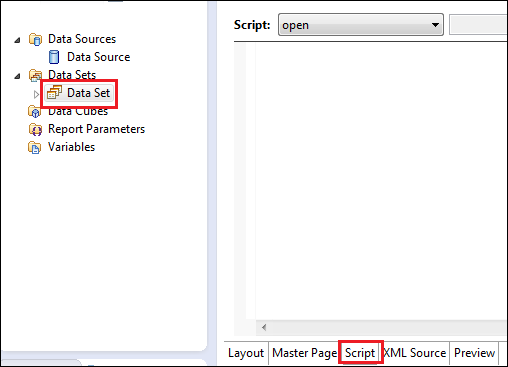 Script: open
Data Sources
Data Source
Data Sets
Data Set
Data Cubes
Report Parameters
Variables
Layout Master Page Script XML Source Preview